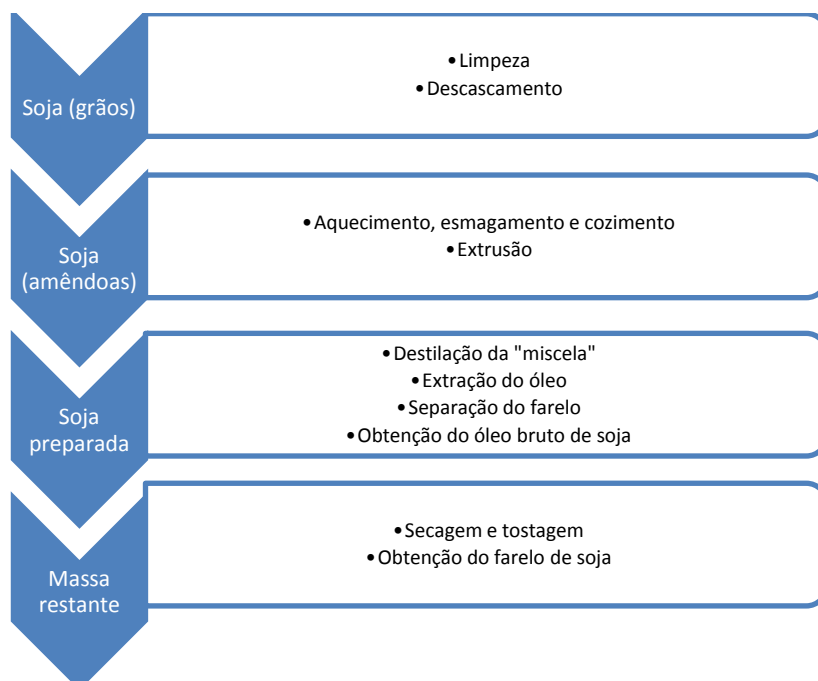 Soja (grãos)
•Limpeza
•Descascamento
Soja
(amêndoas)
•Aquecimento, esmagamento e cozimento
•Extrusão
Soja
preparada
•Destilação da "miscela"
•Extração do óleo
•Separação do farelo
•Obtenção do óleo bruto de soja
Massa
restante
•Secagem e tostagem
•Obtenção do farelo de soja